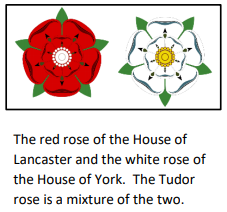 The red rose of the House of
Lancaster and the white rose of
the House of York.  The Tudor
rose is a mixture of the two.